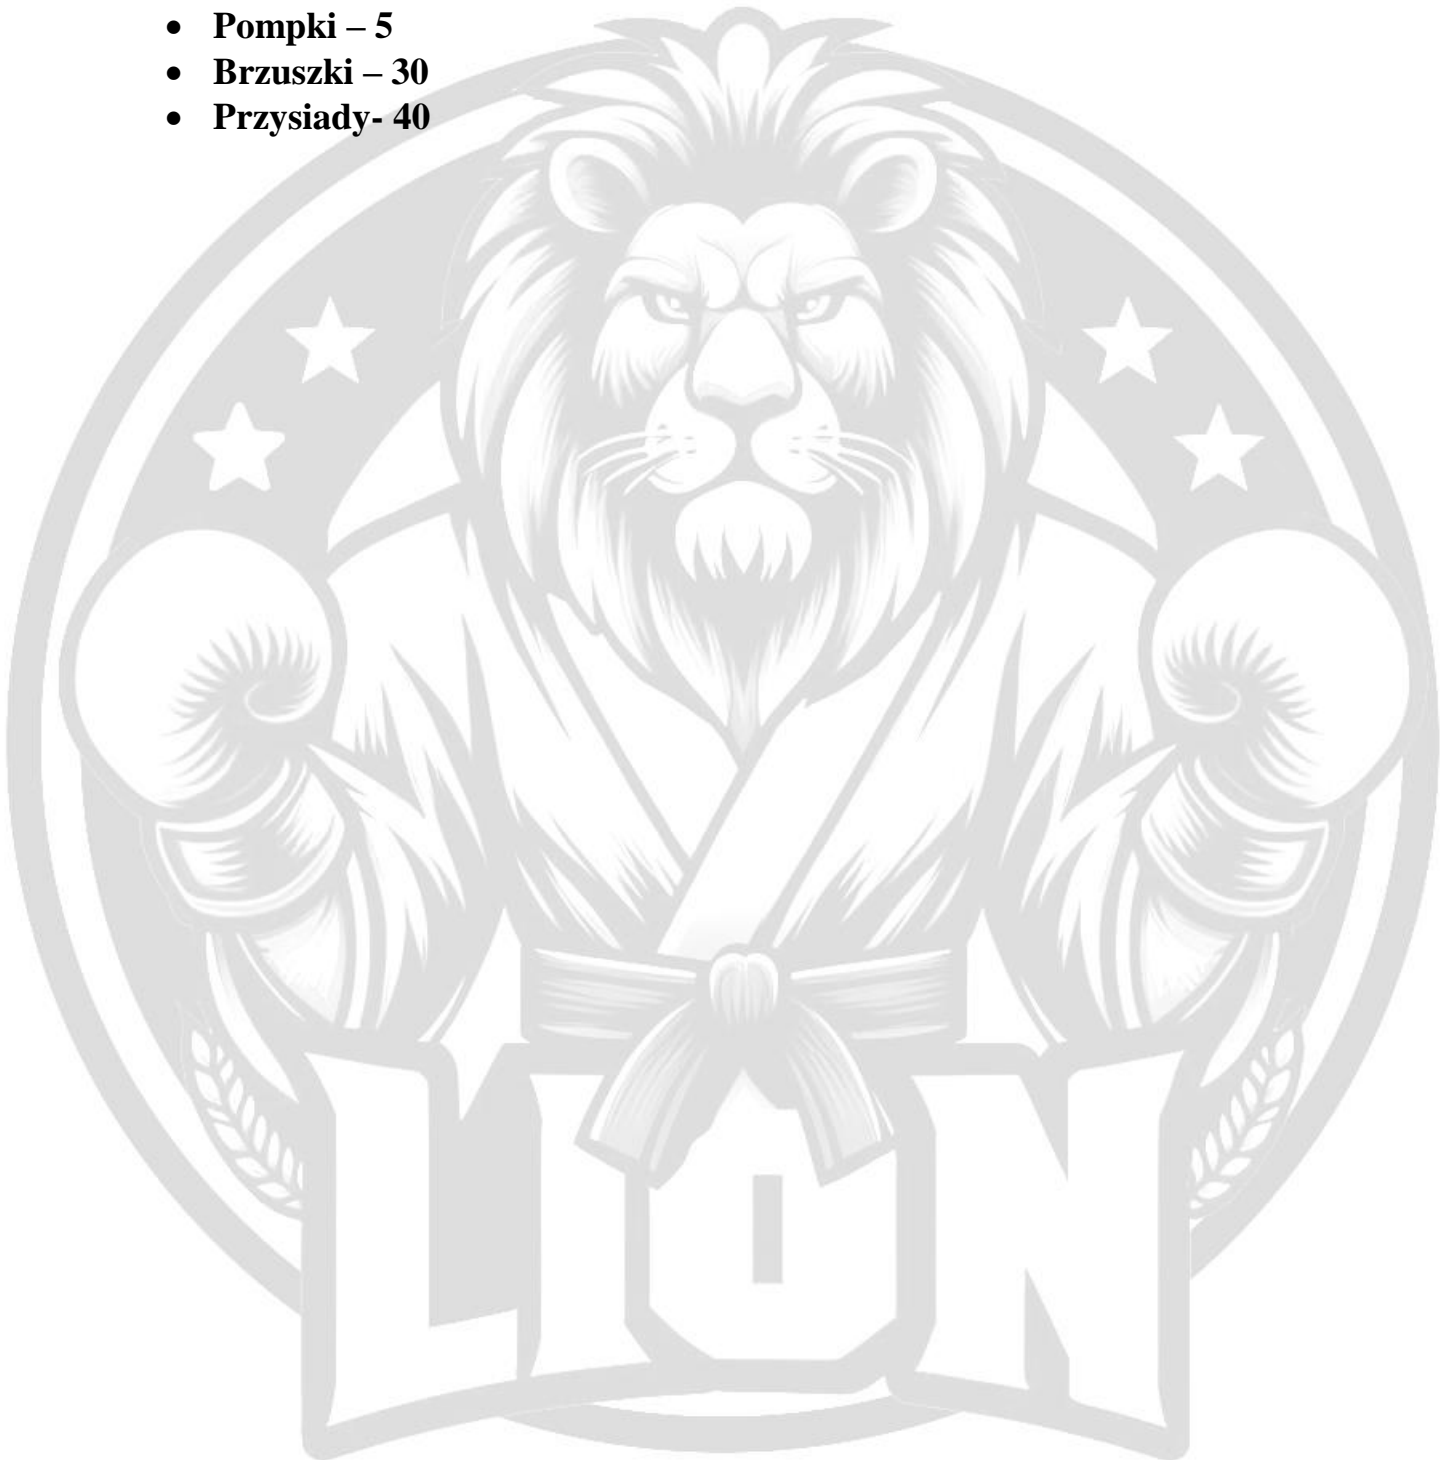 • Pompki – 5
• Brzuszki – 30
• Przysiady- 40
LION